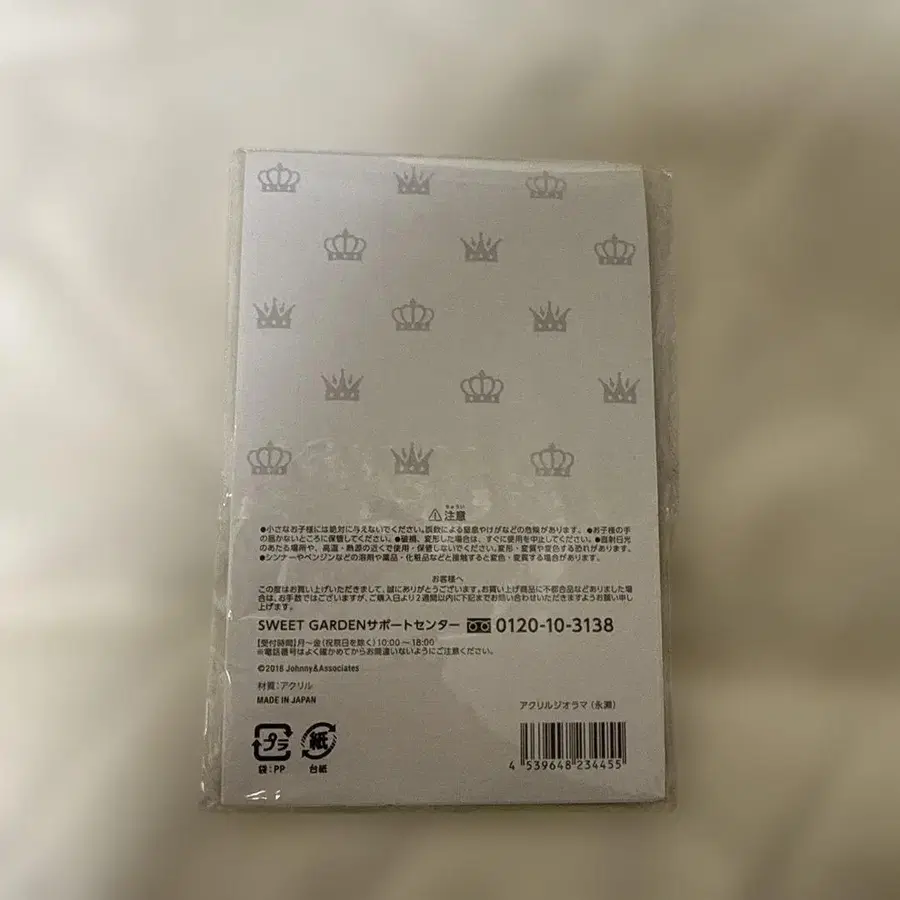 ちゅうい
⚠注意
●小さなお子様には絶対に与えないでください。誤飲による窒息やけがなどの危険があります。●お子様の手
の届かないところに保管してください。●破損、変形した場合は、すぐに使用を中止してください。●直射日光
のあたる場所や、高温・熱源の近くで使用・保管しないでください。変形・変質や変色する恐れがあります。
●シンナーやベンジンなどの溶剤や薬品・化粧品などと接触すると変色・変質する場合があります。
お客様へ
この度はお買い上げいただきまして、誠にありがとうございます。お買い上げ商品に不都合品などありました場
合は、お手数ではございますが、ご購入日より2週間以内に下記までお問い合わせいただきますようお願い申し
上げます。
SWEET GARDENサポートセンター 0120-10-3138
【受付時間】月〜金(祝祭日を除く)10:00〜18:00
※電話番号はよく確かめてからお間違いないようにご注意ください。
©2016 Johnny&Associates
材質:アクリル
MADE IN JAPAN
アクリルジオラマ(永瀬)
プラ
袋:PP
紙
台紙
4 539648 234455